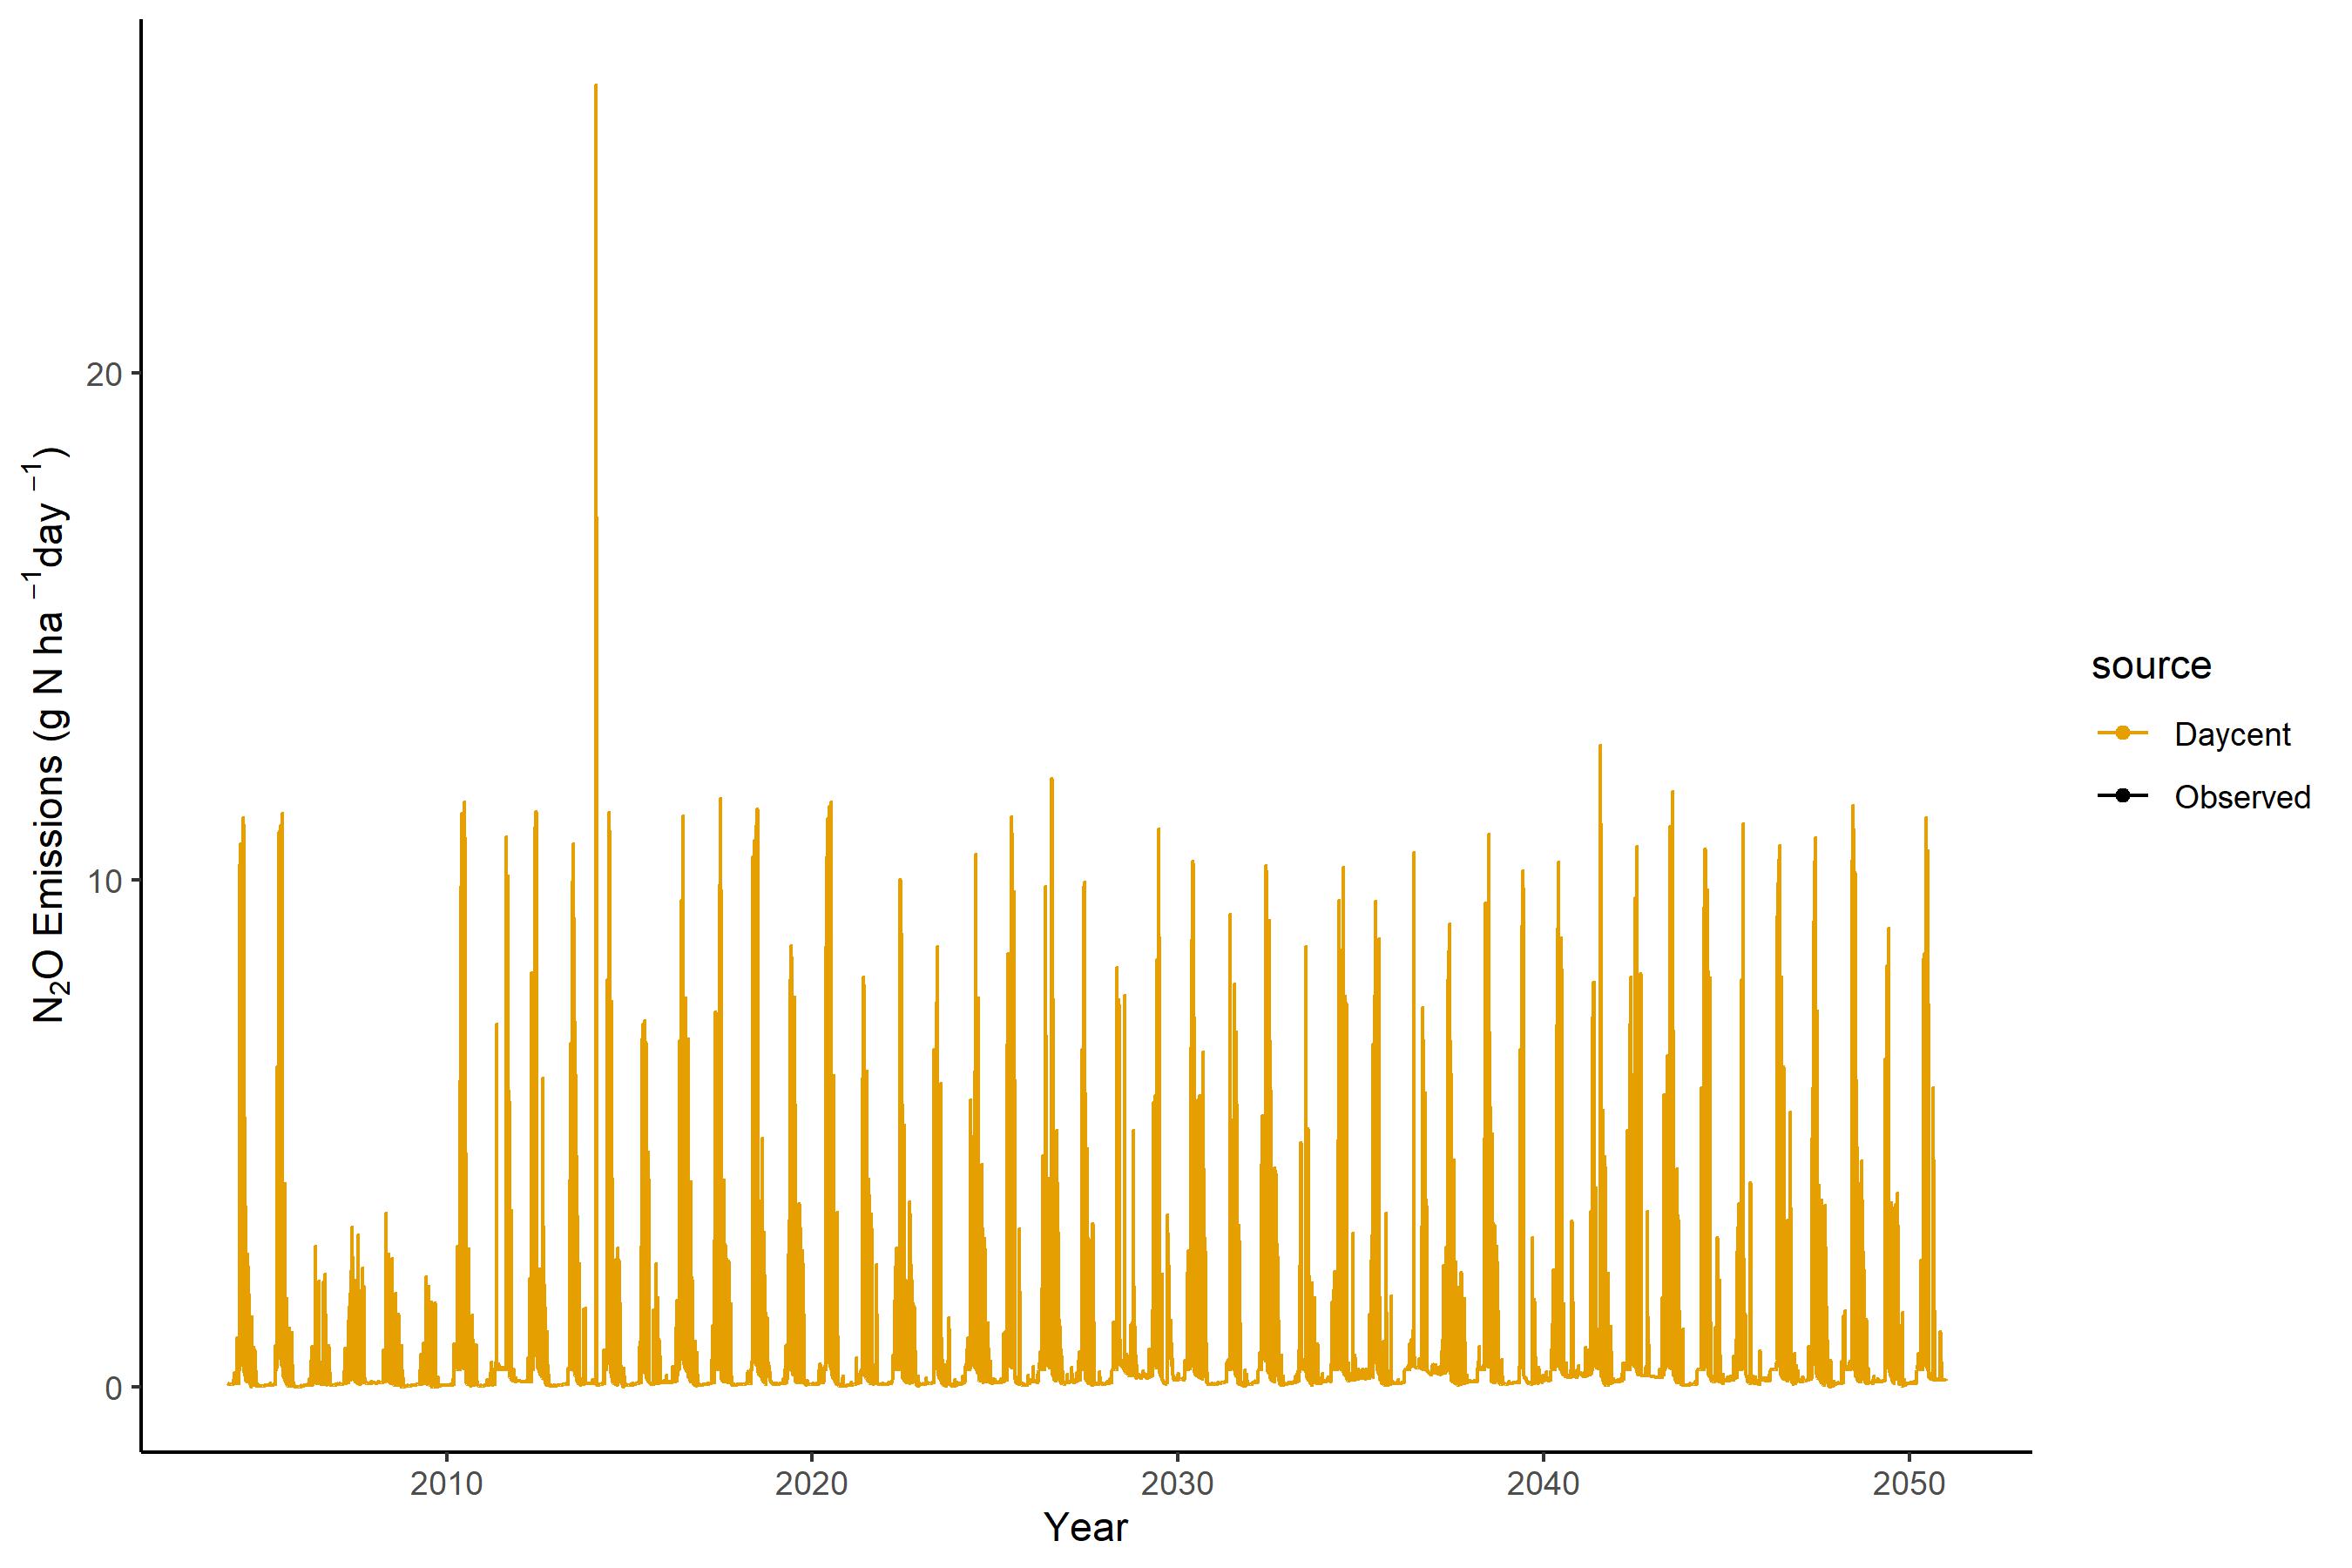 N₂O Emissions (g N ha ⁻¹day ⁻¹)
20
10
0
2010 2020 2030 2040 2050
Year
source
Daycent
Observed